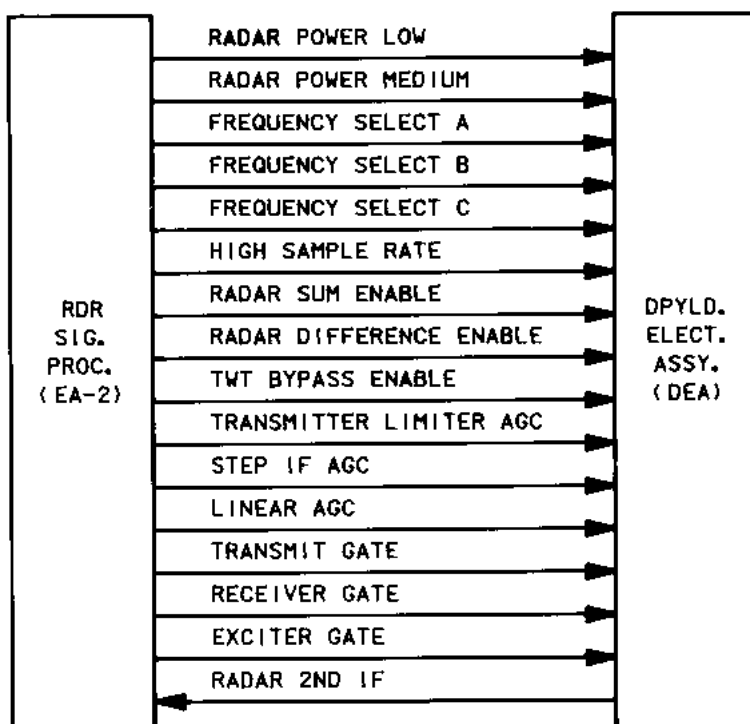 RADAR POWER LOW
RADAR POWER MEDIUM
FREQUENCY SELECT A
FREQUENCY SELECT B
FREQUENCY SELECT C
HIGH SAMPLE RATE
RADAR SUM ENABLE
RADAR DIFFERENCE ENABLE
TWT BYPASS ENABLE
TRANSMITTER LIMITER AGC
STEP IF AGC
LINEAR AGC
TRANSMIT GATE
RECEIVER GATE
EXCITER GATE
RADAR 2ND IF
RDR
SIG.
PROC.
(EA-2)
DPYLD.
ELECT.
ASSY.
(DEA)